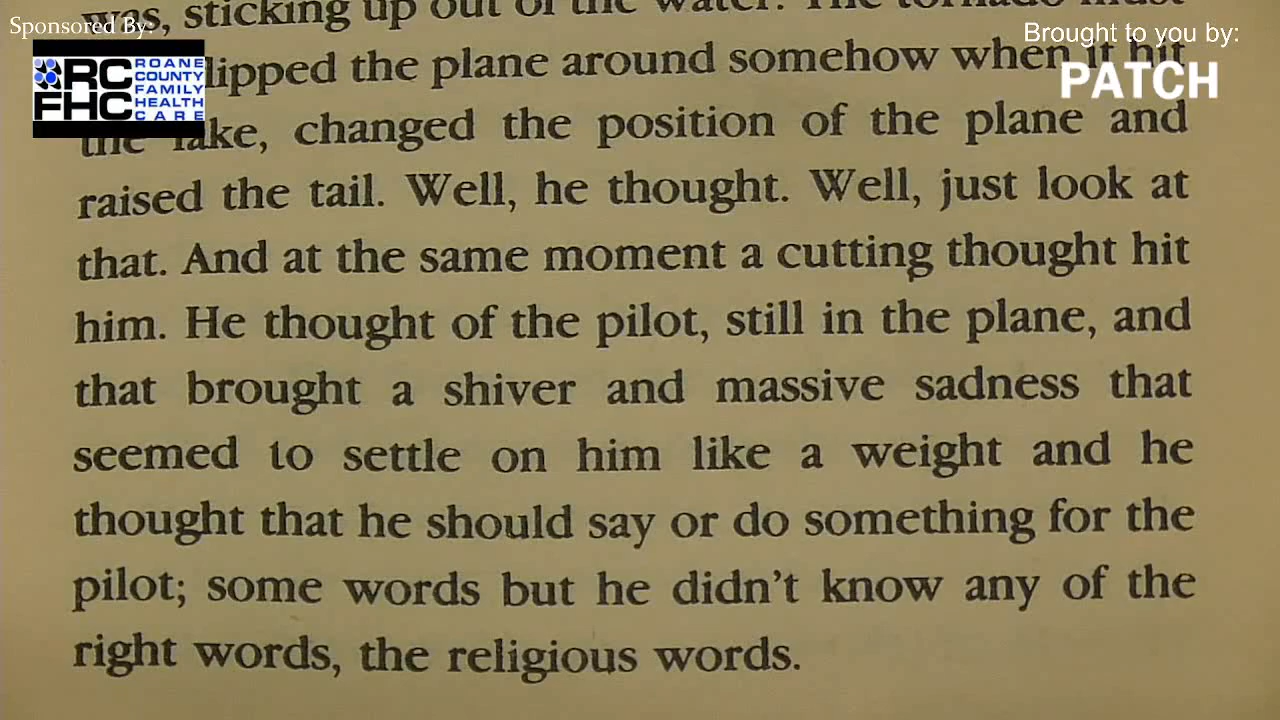 Sponsored By:
Brought to you by:
RC
FHC
ROANE
COUNTY
FAMILY
HEALTH
CARE
PATCH
was, sticking up out of the water. The tornado must
lipped the plane around somehow when it hit
the lake, changed the position of the plane and
raised the tail. Well, he thought. Well, just look at
that. And at the same moment a cutting thought hit
him. He thought of the pilot, still in the plane, and
that brought a shiver and massive sadness that
seemed to settle on him like a weight and he
thought that he should say or do something for the
pilot; some words but he didn't know any of the
right words, the religious words.